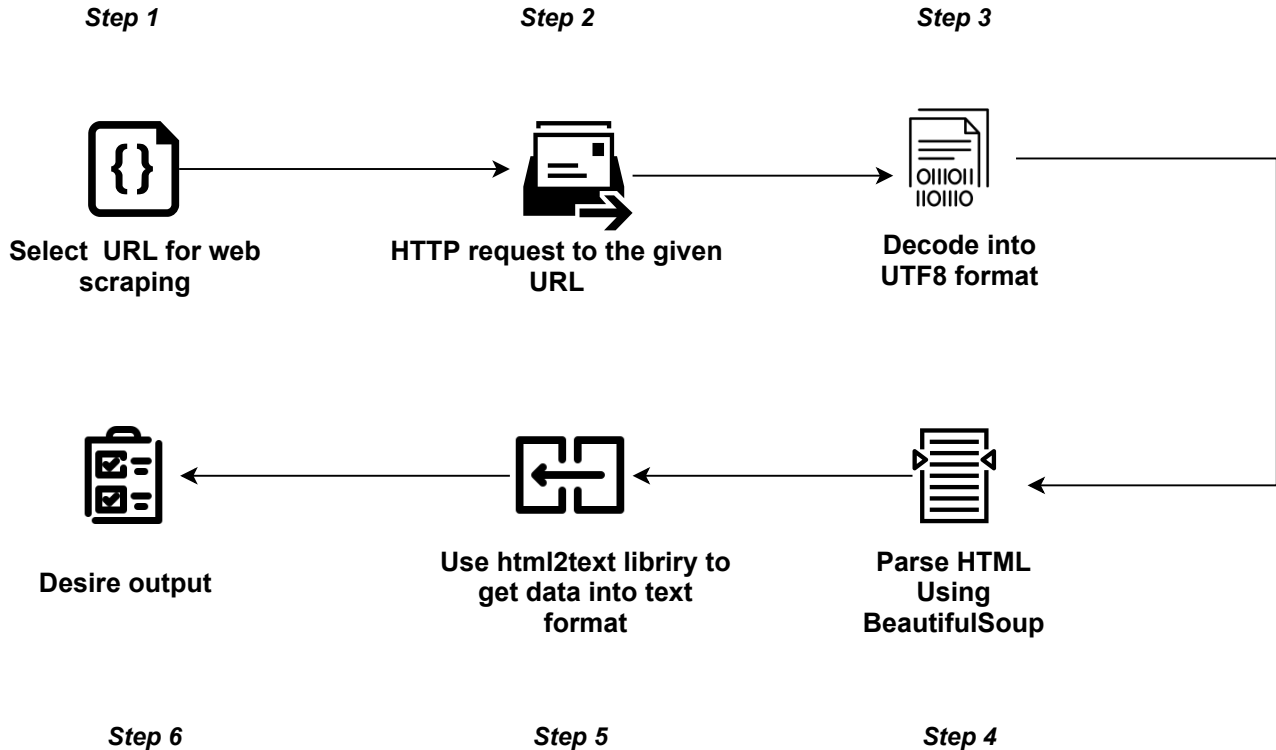 Step 1
Step 2
Step 3
{}
OIIIOII
IIOIIIO
Select URL for web
scraping
HTTP request to the given
URL
Decode into
UTF8 format
Desire output
Use html2text libriry to
get data into text
format
Parse HTML
Using
BeautifulSoup
Step 6
Step 5
Step 4